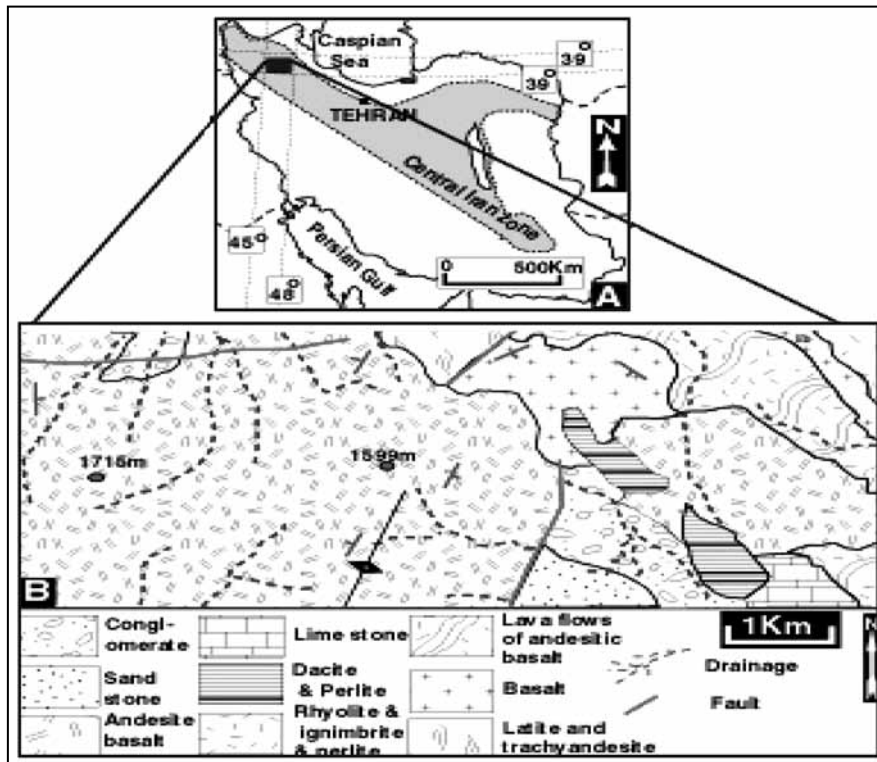 Caspian
Sea
39°
39°
TEHRAN
N
Central Iran zone
Persian Gulf
45°
48°
0 500Km
A
1715m
1599m
B
Congl-
omerate
Lime stone
Lava flows
of andesitic
basalt
1Km
N
Sand
stone
Dacite
& Perlite
Basalt
Drainage
Andesite
basalt
Rhyolite &
ignimbrite
& perlite
Latite and
trachyandesite
Fault